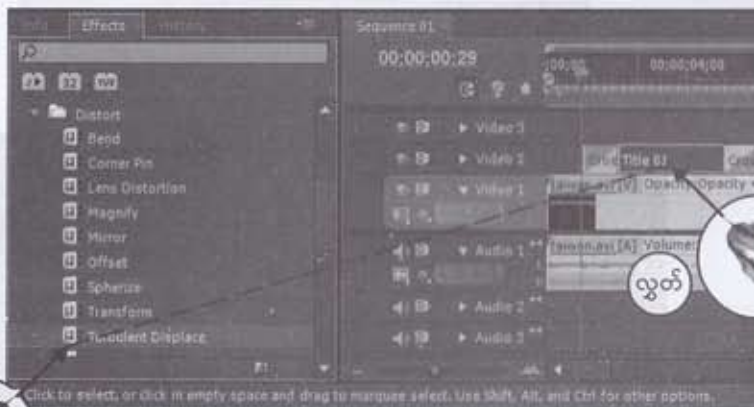 Info Effects History
Distort
Bend
Corner Pin
Lens Distortion
Magnify
Mirror
Offset
Spherize
Transform
Turbulent Displace
Sequence 01
00;00;00;29
;00;00 00;00;04;00
Video 3
Video 2
Title 01
Video 1
[V] Opacity:Opacity
Audio 1
[A] Volume:
လွှတ်
Audio 2
Audio 3
Click to select, or click in empty space and drag to marquee select. Use Shift, Alt, and Ctrl for other options.